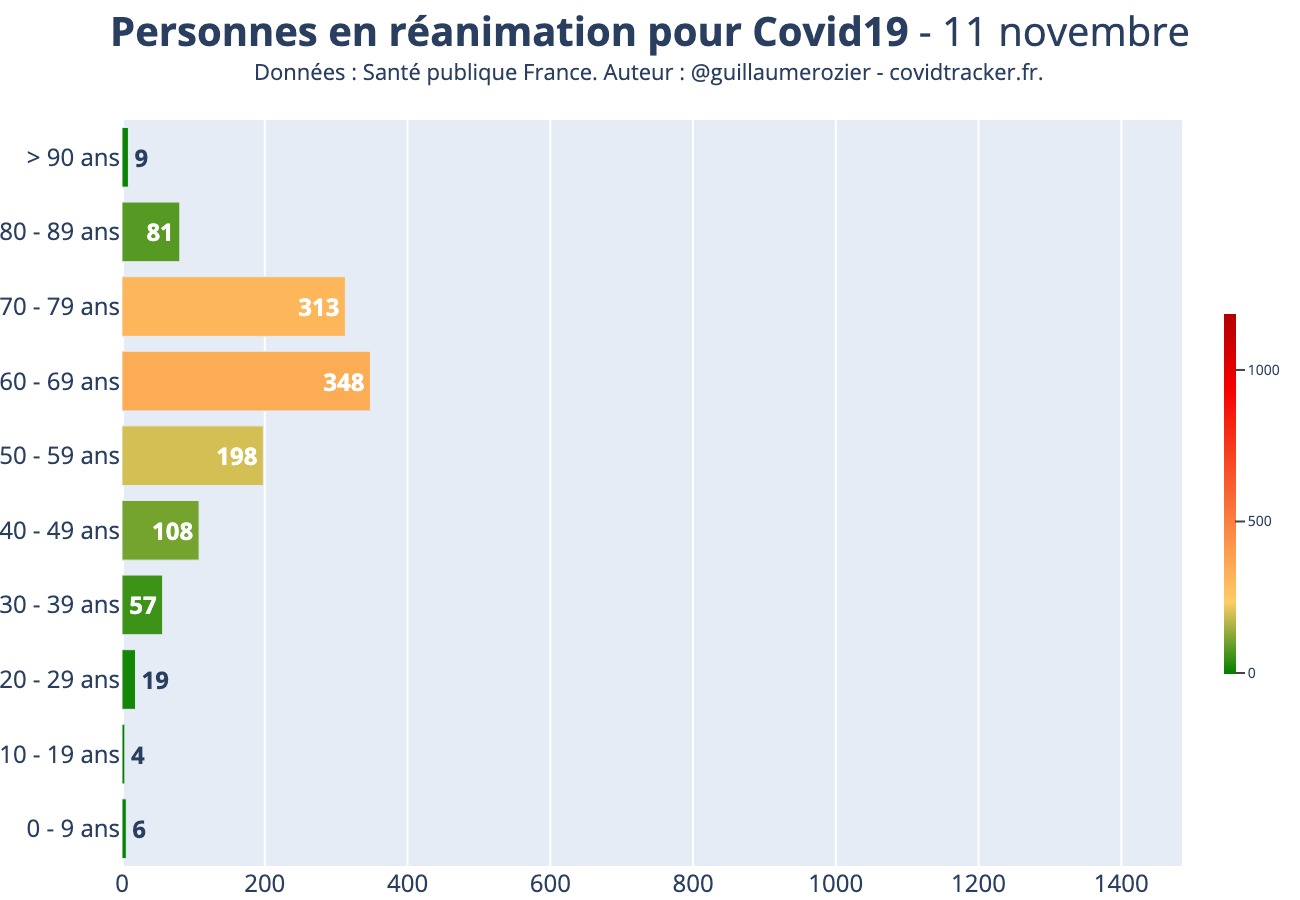 Personnes en réanimation pour Covid19 - 11 novembre
Données : Santé publique France. Auteur : @guillaumerozier - covidtracker.fr.
> 90 ans 9
80 - 89 ans 81
70 - 79 ans 313
60 - 69 ans 348
50 - 59 ans 198
40 - 49 ans 108
30 - 39 ans 57
20 - 29 ans 19
10 - 19 ans 4
0 - 9 ans 6
0 200 400 600 800 1000 1200 1400
1000
500
0